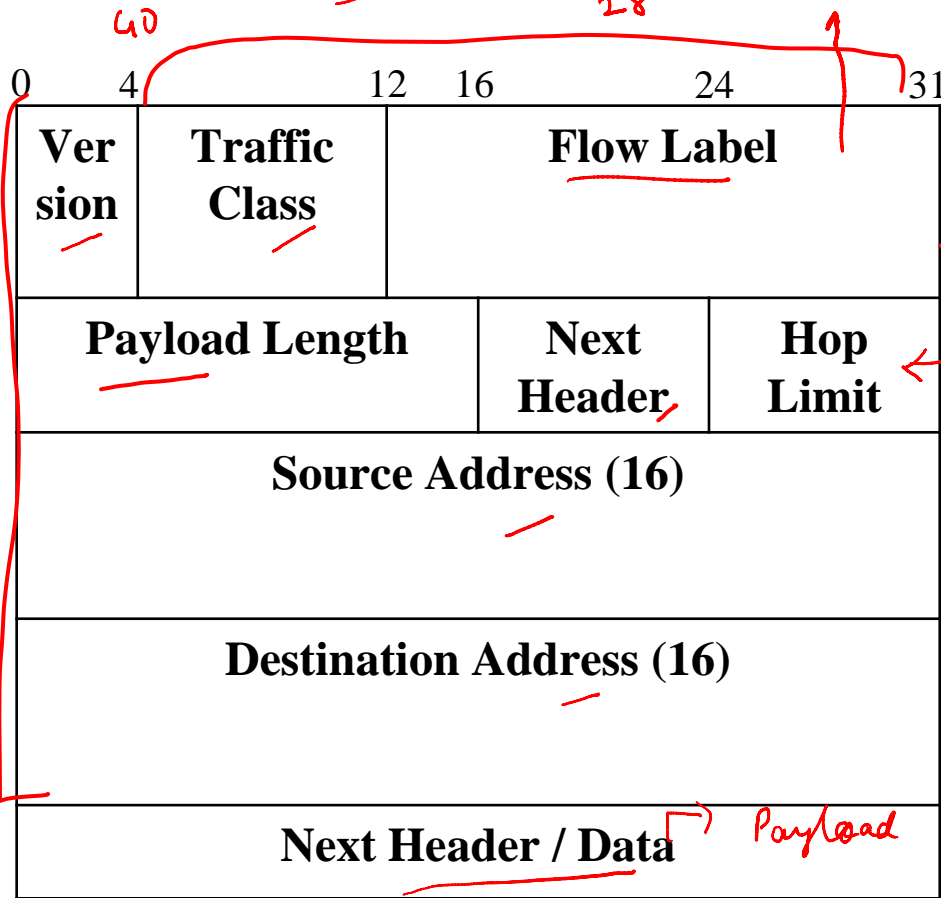 40 28
0 4 12 16 24 31
Ver Traffic Flow Label
sion Class
Payload Length Next Hop
Header Limit
Source Address (16)
Destination Address (16)
Next Header / Data Payload